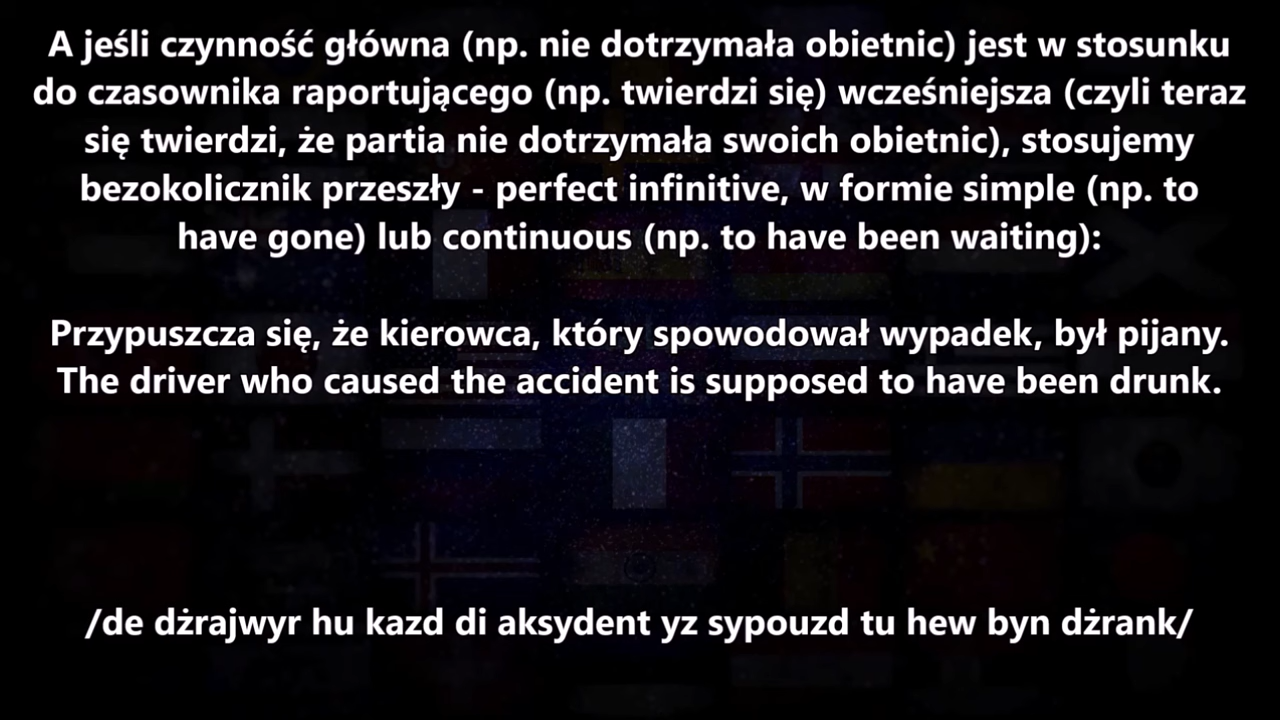 A jeśli czynność główna (np. nie dotrzymała obietnic) jest w stosunku
do czasownika raportującego (np. twierdzi się) wcześniejsza (czyli teraz
się twierdzi, że partia nie dotrzymała swoich obietnic), stosujemy
bezokolicznik przeszły - perfect infinitive, w formie simple (np. to
have gone) lub continuous (np. to have been waiting):
Przypuszcza się, że kierowca, który spowodował wypadek, był pijany.
The driver who caused the accident is supposed to have been drunk.
/de dżrajwyr hu kazd di aksydent yz sypouzd tu hew byn dżrank/